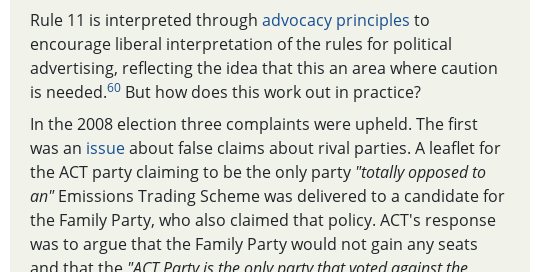 Rule 11 is interpreted through advocacy principles to
encourage liberal interpretation of the rules for political
advertising, reflecting the idea that this an area where caution
is needed.60 But how does this work out in practice?
In the 2008 election three complaints were upheld. The first
was an issue about false claims about rival parties. A leaflet for
the ACT party claiming to be the only party "totally opposed to
an" Emissions Trading Scheme was delivered to a candidate for
the Family Party, who also claimed that policy. ACT's response
was to argue that the Family Party would not gain any seats
and that the "ACT Party is the only party that voted against the